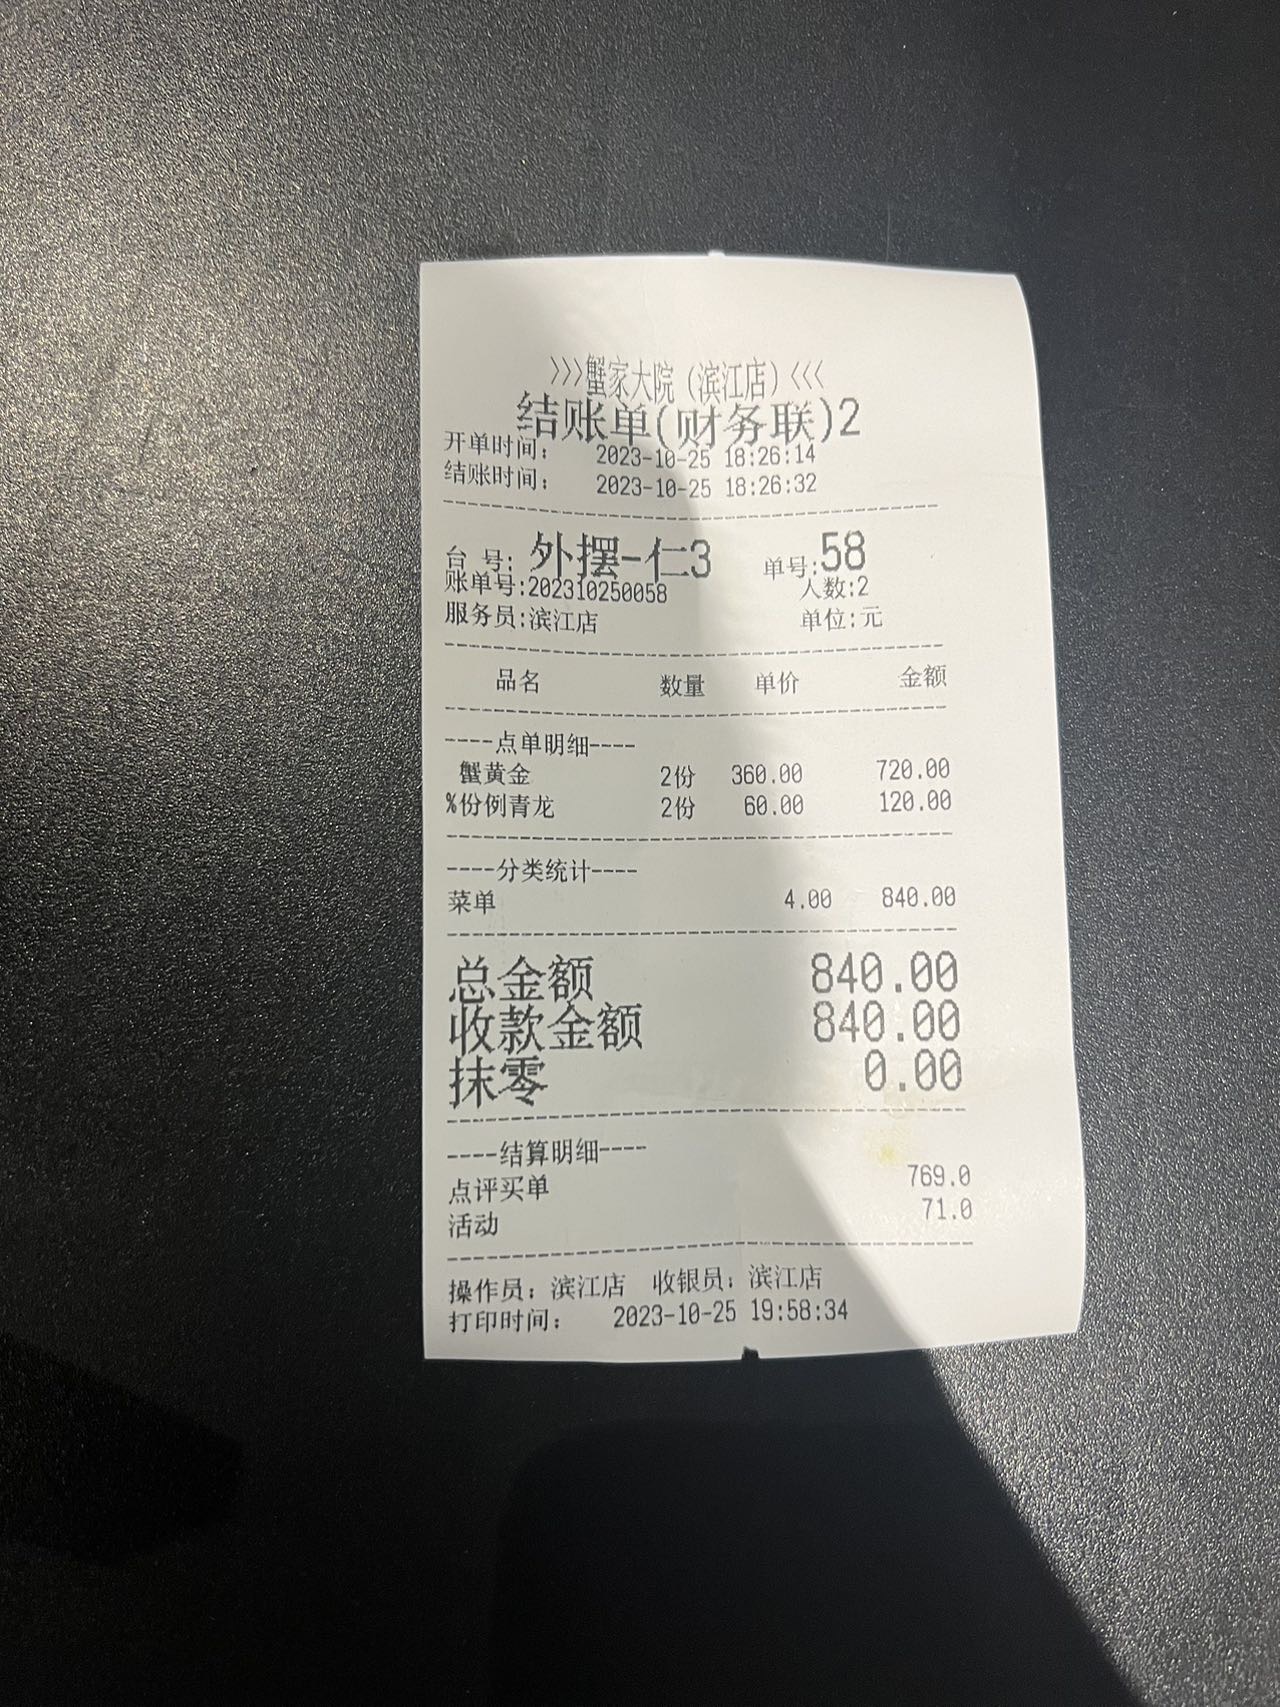 >>>蟹家大院(滨江店)<<<
结账单(财务联)2
开单时间: 2023-10-25 18:26:14
结账时间: 2023-10-25 18:26:32
台 号: 外摆-仁3 单号:58
账单号:202310250058 人数:2
服务员:滨江店 单位:元
品名 数量 单价 金额
----点单明细----
蟹黄金 2份 360.00 720.00
%份例青龙 2份 60.00 120.00
----分类统计----
菜单 4.00 840.00
总金额 840.00
收款金额 840.00
抹零 0.00
----结算明细----
点评买单 769.0
活动 71.0
操作员: 滨江店 收银员: 滨江店
打印时间: 2023-10-25 19:58:34